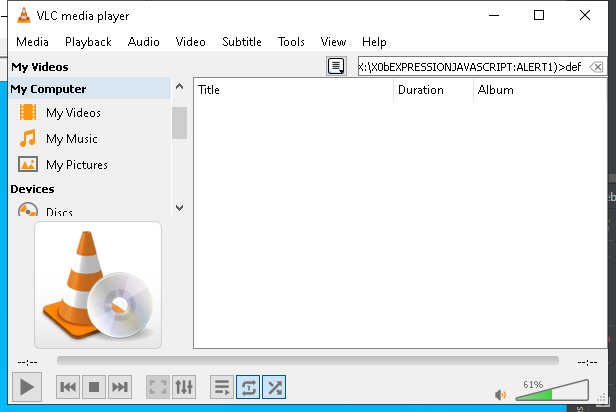 VLC media player
Media Playback Audio Video Subtitle Tools View Help
My Videos
X:\X0bEXPRESSIONJAVASCRIPT:ALERT1)>def
My Computer
Title Duration Album
My Videos
My Music
My Pictures
Devices
Discs
--:-- --:--
61%